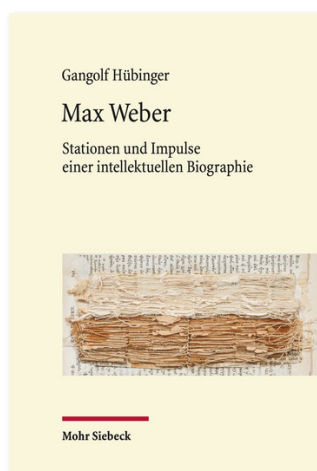 Gangolf Hübinger
Max Weber
Stationen und Impulse
einer intellektuellen Biographie
Mohr Siebeck